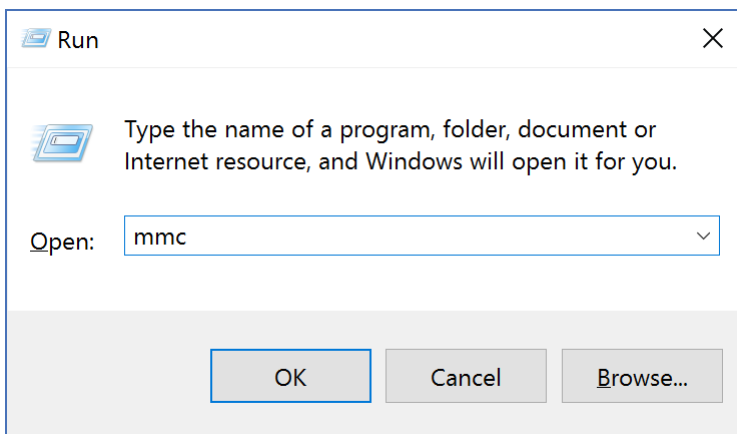 Run
Type the name of a program, folder, document or
Internet resource, and Windows will open it for you.
Open:
mmc
OK
Cancel
Browse...